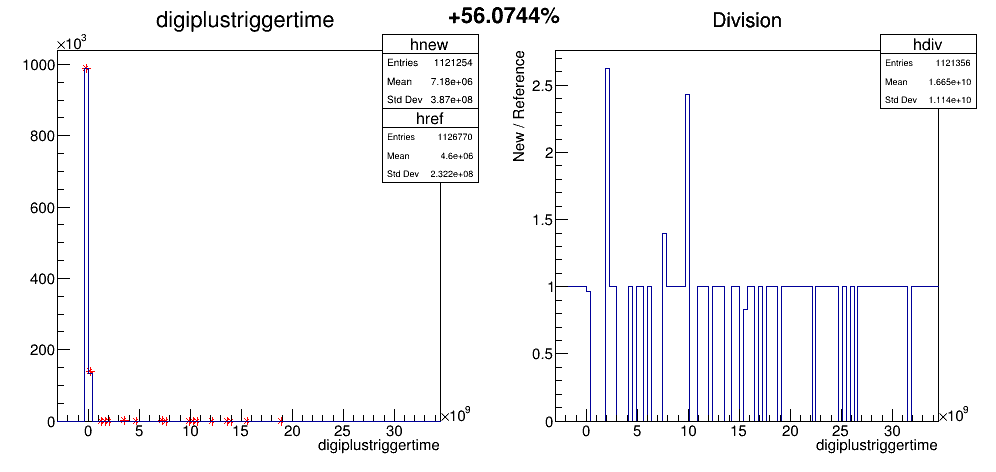 +56.0744%
digiplustriggertime
×10³
hnew
Entries 1121254
Mean 7.18e+06
Std Dev 3.87e+08
href
Entries 1126770
Mean 4.6e+06
Std Dev 2.322e+08
1000
800
600
400
200
0
0 5 10 15 20 25 30
×10⁹
digiplustriggertime
Division
hdiv
Entries 1121356
Mean 1.665e+10
Std Dev 1.114e+10
New / Reference
2.5
2
1.5
1
0.5
0
0 5 10 15 20 25 30
×10⁹
digiplustriggertime